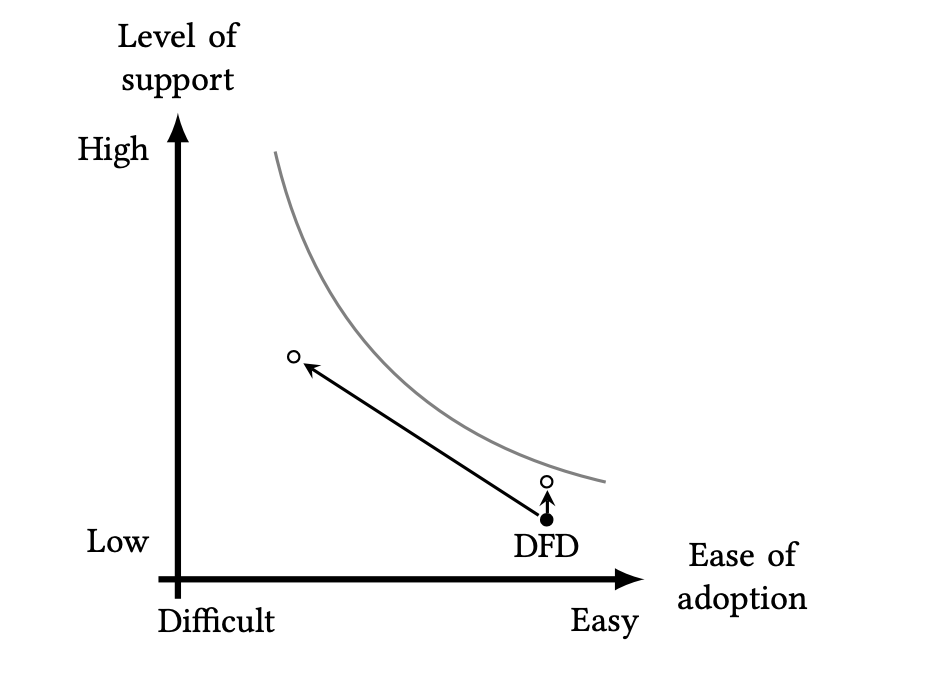 Level of
support
High
Low
DFD
Ease of
adoption
Difficult
Easy